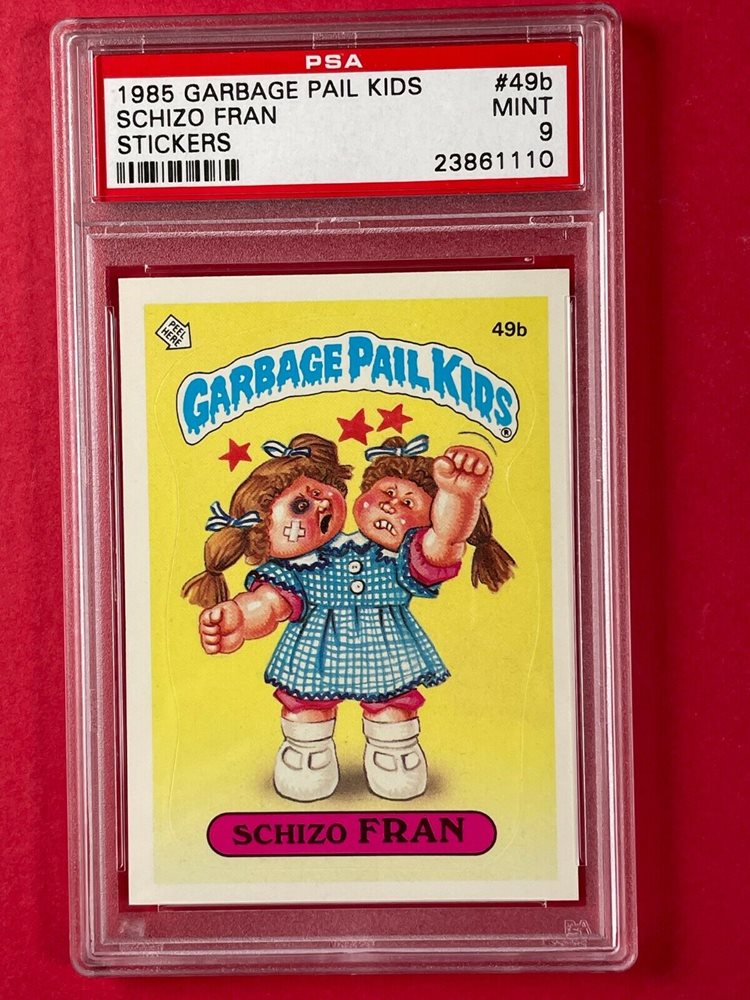 PSA
1985 GARBAGE PAIL KIDS #49b
SCHIZO FRAN MINT
STICKERS 9
23861110
PEEL HERE
49b
GARBAGE PAIL KIDS®
SCHIZO FRAN